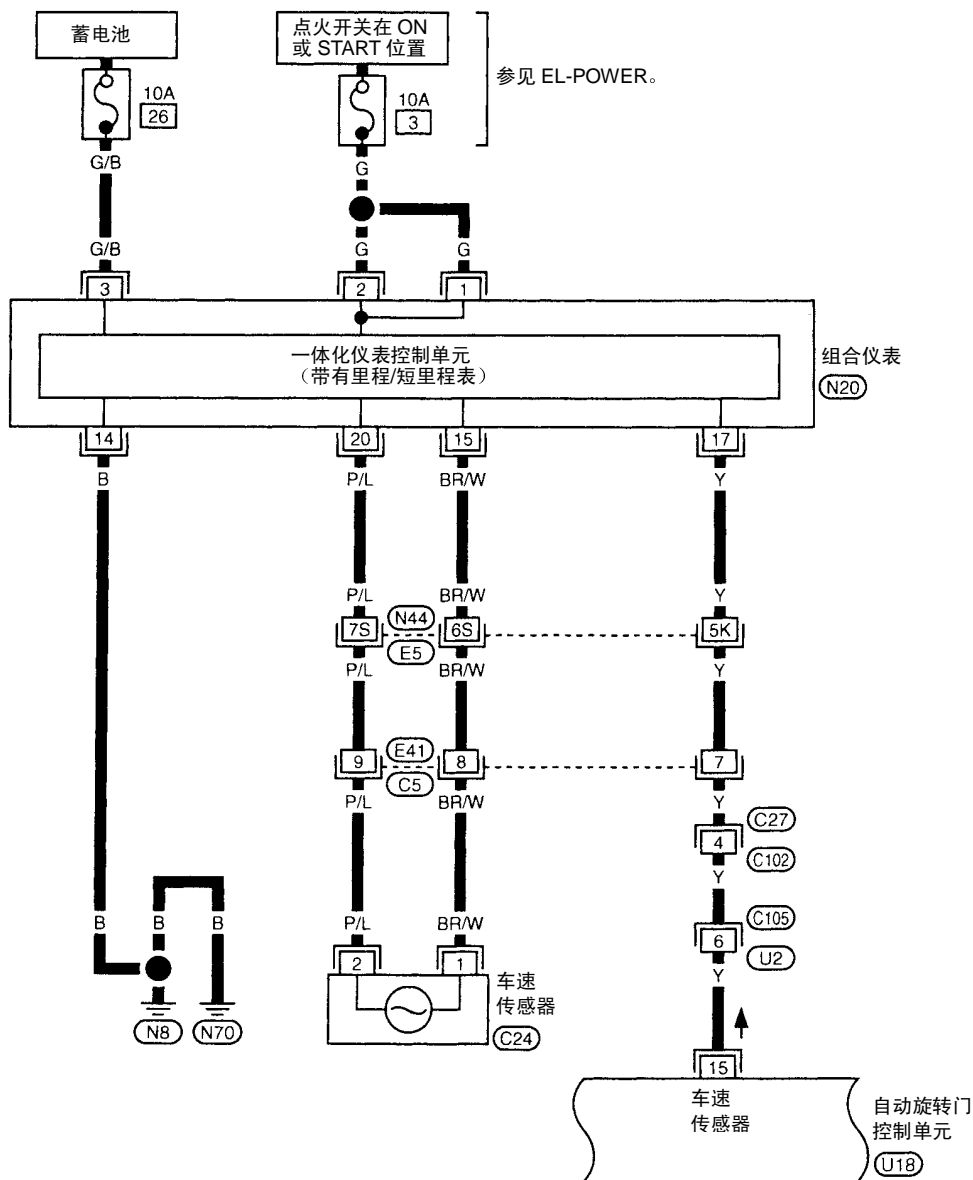 蓄电池
点火开关在 ON
或 START 位置
参见 EL-POWER。
10A
26
10A
3
G/B
G
G/B
G
G
3
2
1
一体化仪表控制单元
（带有里程/短里程表）
组合仪表
N20
14
20
15
17
B
P/L
BR/W
Y
P/L
BR/W
Y
7S
N44
6S
5K
E5
P/L
BR/W
Y
9
E41
8
7
C5
P/L
BR/W
Y
C27
4
C102
Y
C105
6
U2
Y
B
B
B
P/L
BR/W
2
1
车速
传感器
C24
N8
N70
15
车速
传感器
自动旋转门
控制单元
U18